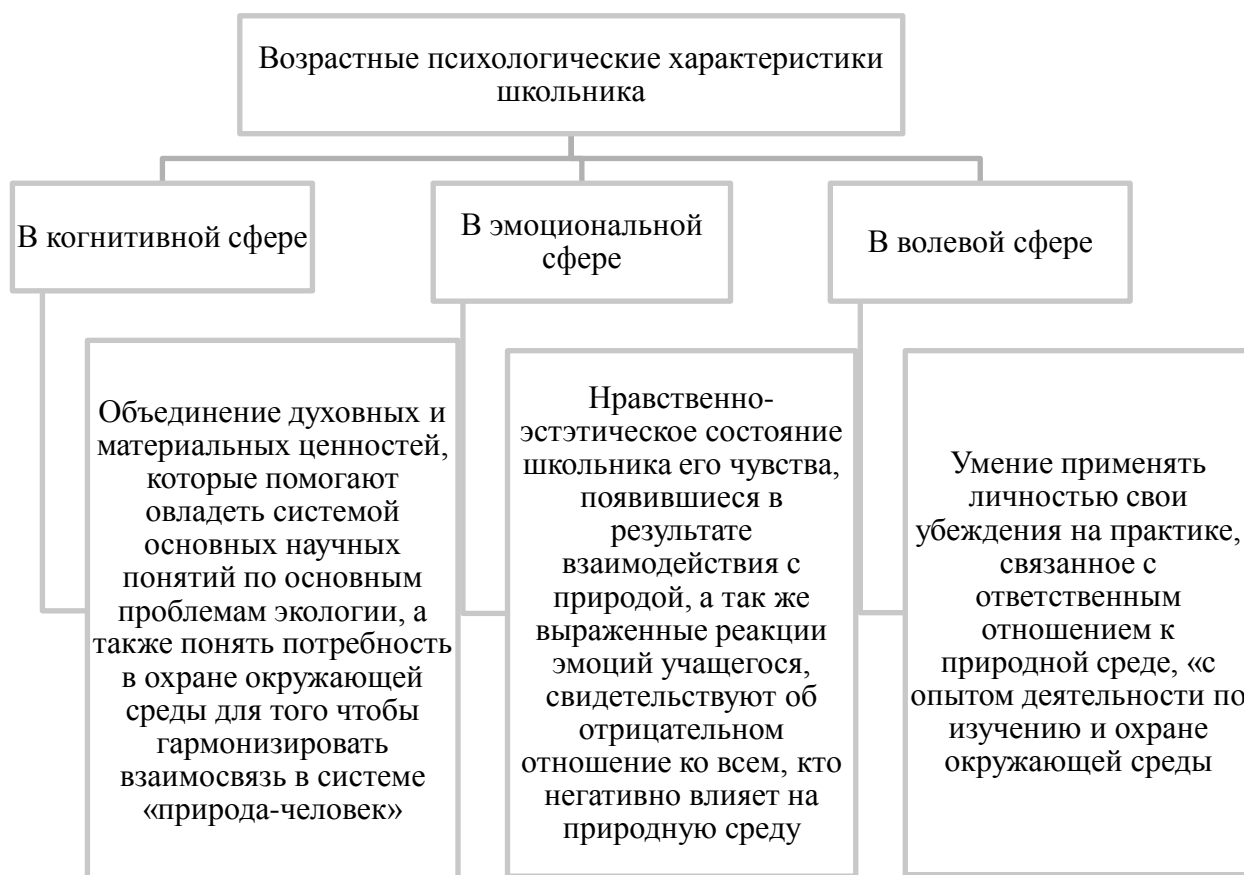 Возрастные психологические характеристики
школьника
В когнитивной сфере
В эмоциональной
сфере
В волевой сфере
Объединение духовных и
материальных ценностей,
которые помогают
овладеть системой
основных научных
понятий по основным
проблемам экологии, а
также понять потребность
в охране окружающей
среды для того чтобы
гармонизировать
взаимосвязь в системе
«природа-человек»
Нравственно-
эстэтическое состояние
школьника его чувства,
появившиеся в
результате
взаимодействия с
природой, а так же
выраженные реакции
эмоций учащегося,
свидетельствуют об
отрицательном
отношение ко всем, кто
негативно влияет на
природную среду
Умение применять
личностью свои
убеждения на практике,
связанное с
ответственным
отношением к
природной среде, «с
опытом деятельности по
изучению и охране
окружающей среды